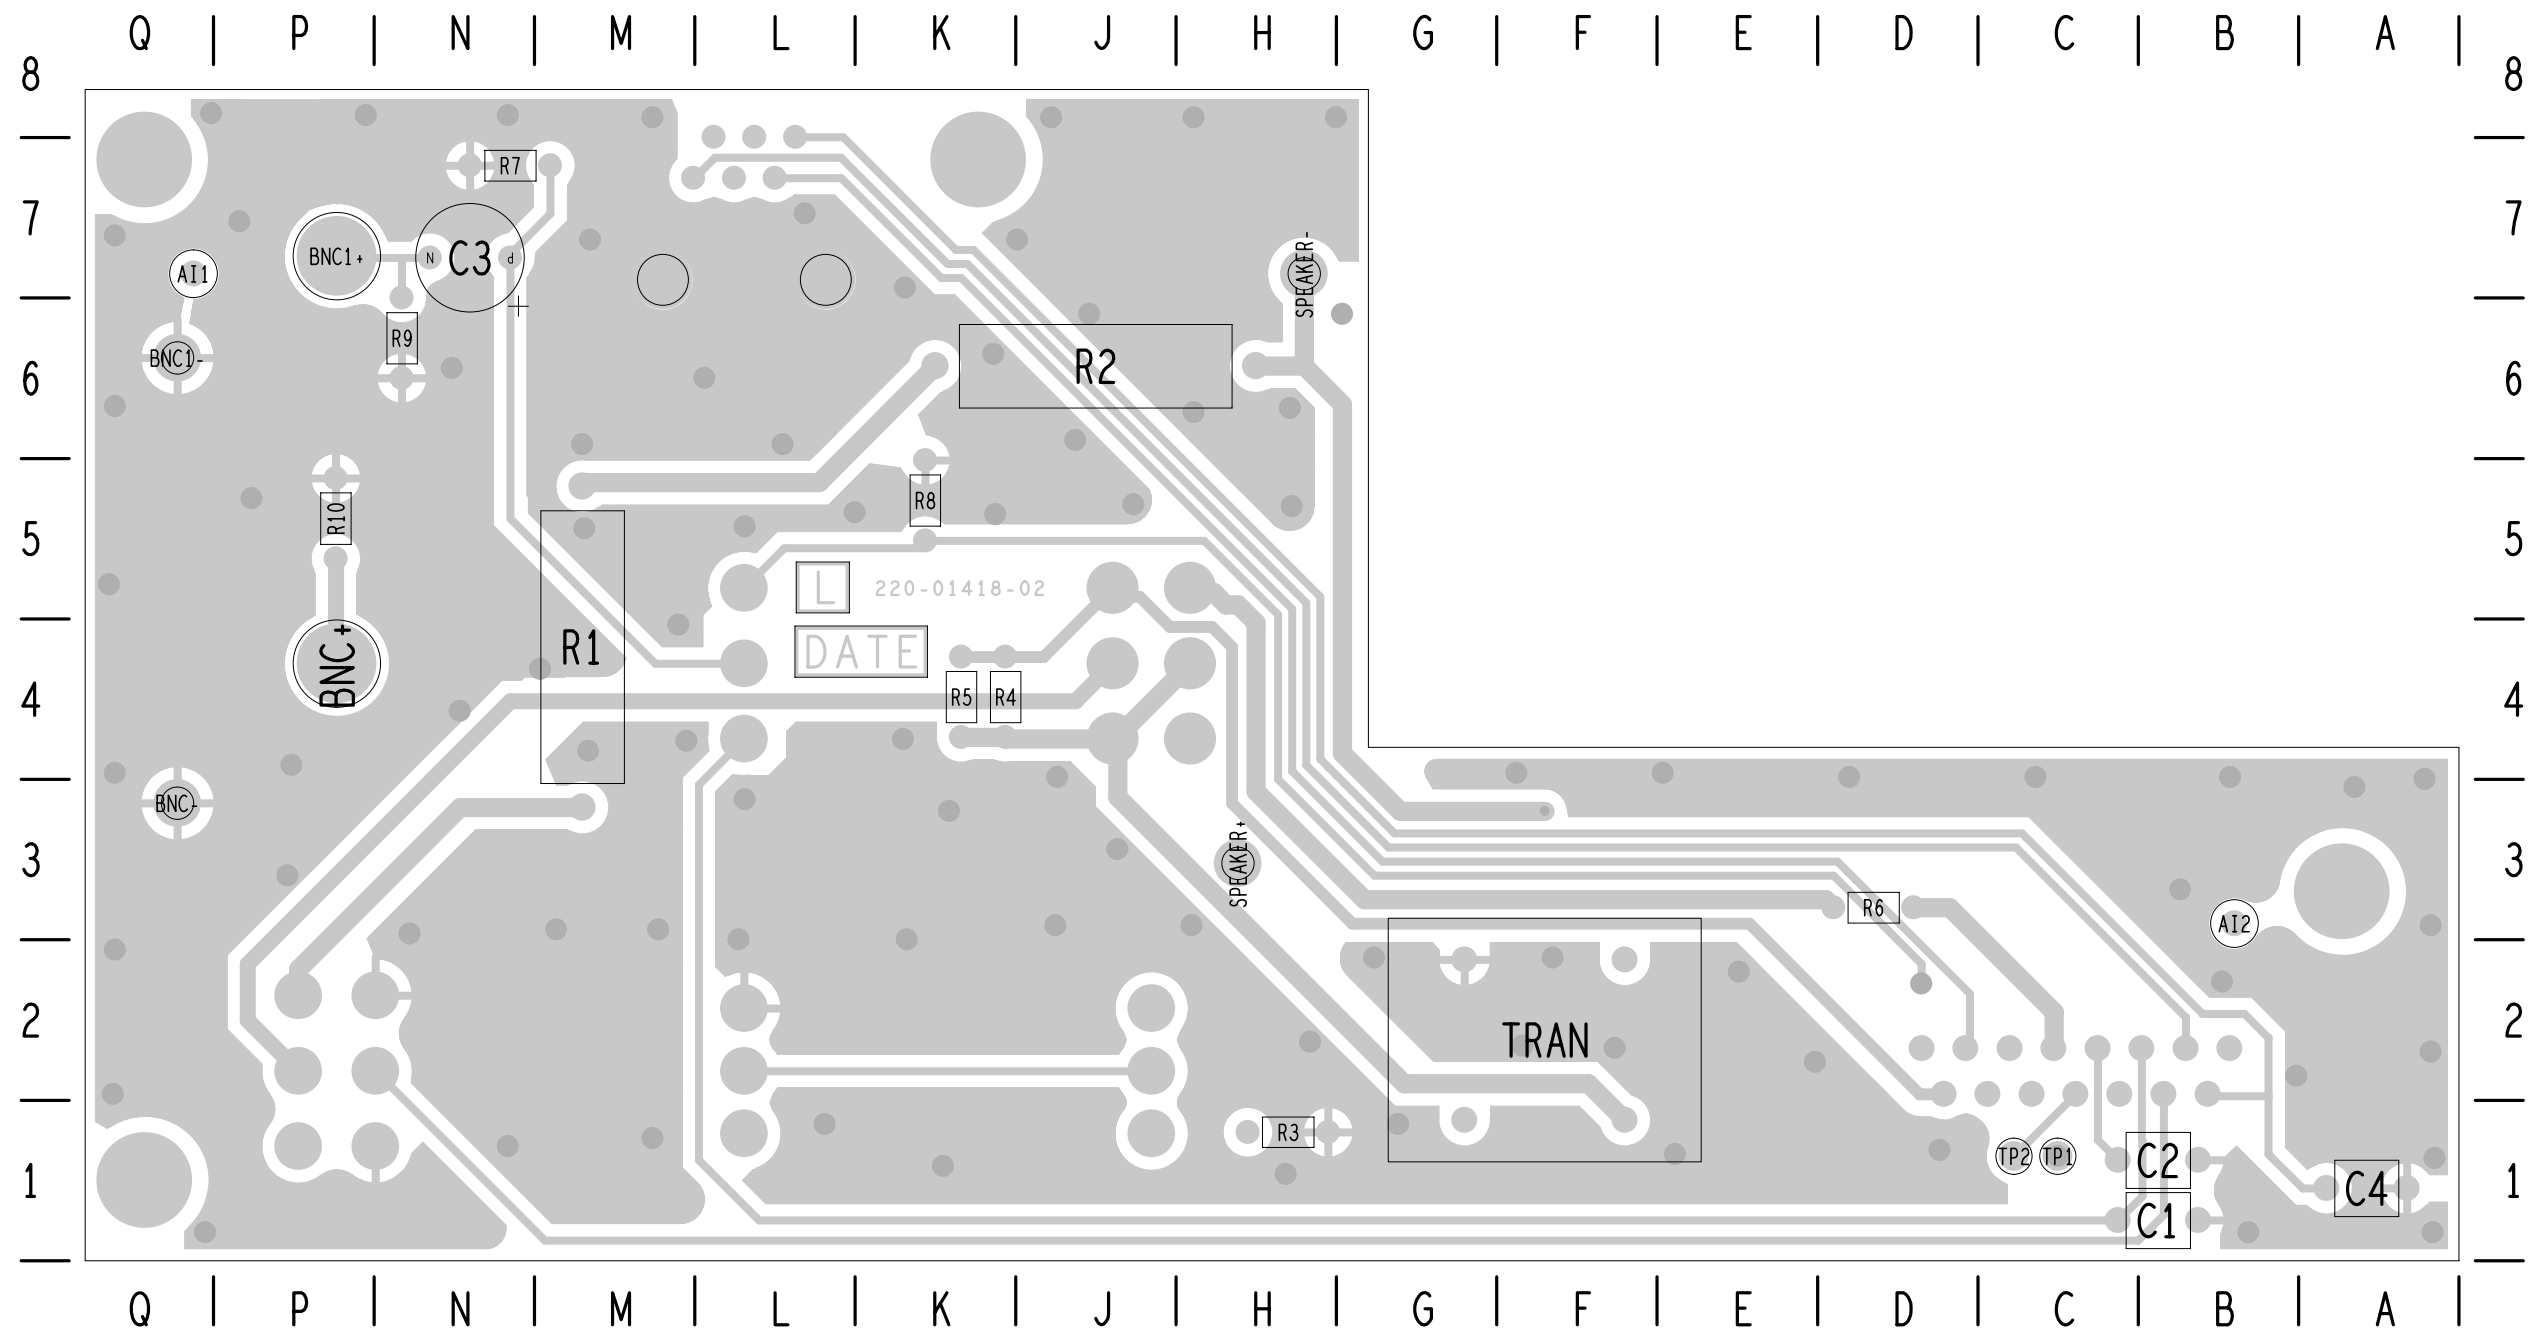 Q P N M L K J H G F E D C B A
8 8
R7
7 7
BNC1+ N C3 d
AI1
SPEAKER-
+
R9
BNC1-
R2
6 6
R10 R8
5 5
L 220-01418-02
BNC+ R1 DATE
4 R5 R4 4
BNC-
3 SPEAKER+ 3
R6
AI2
2 TRAN 2
R3
TP2 TP1 C2
1 C4 1
C1
Q P N M L K J H G F E D C B A